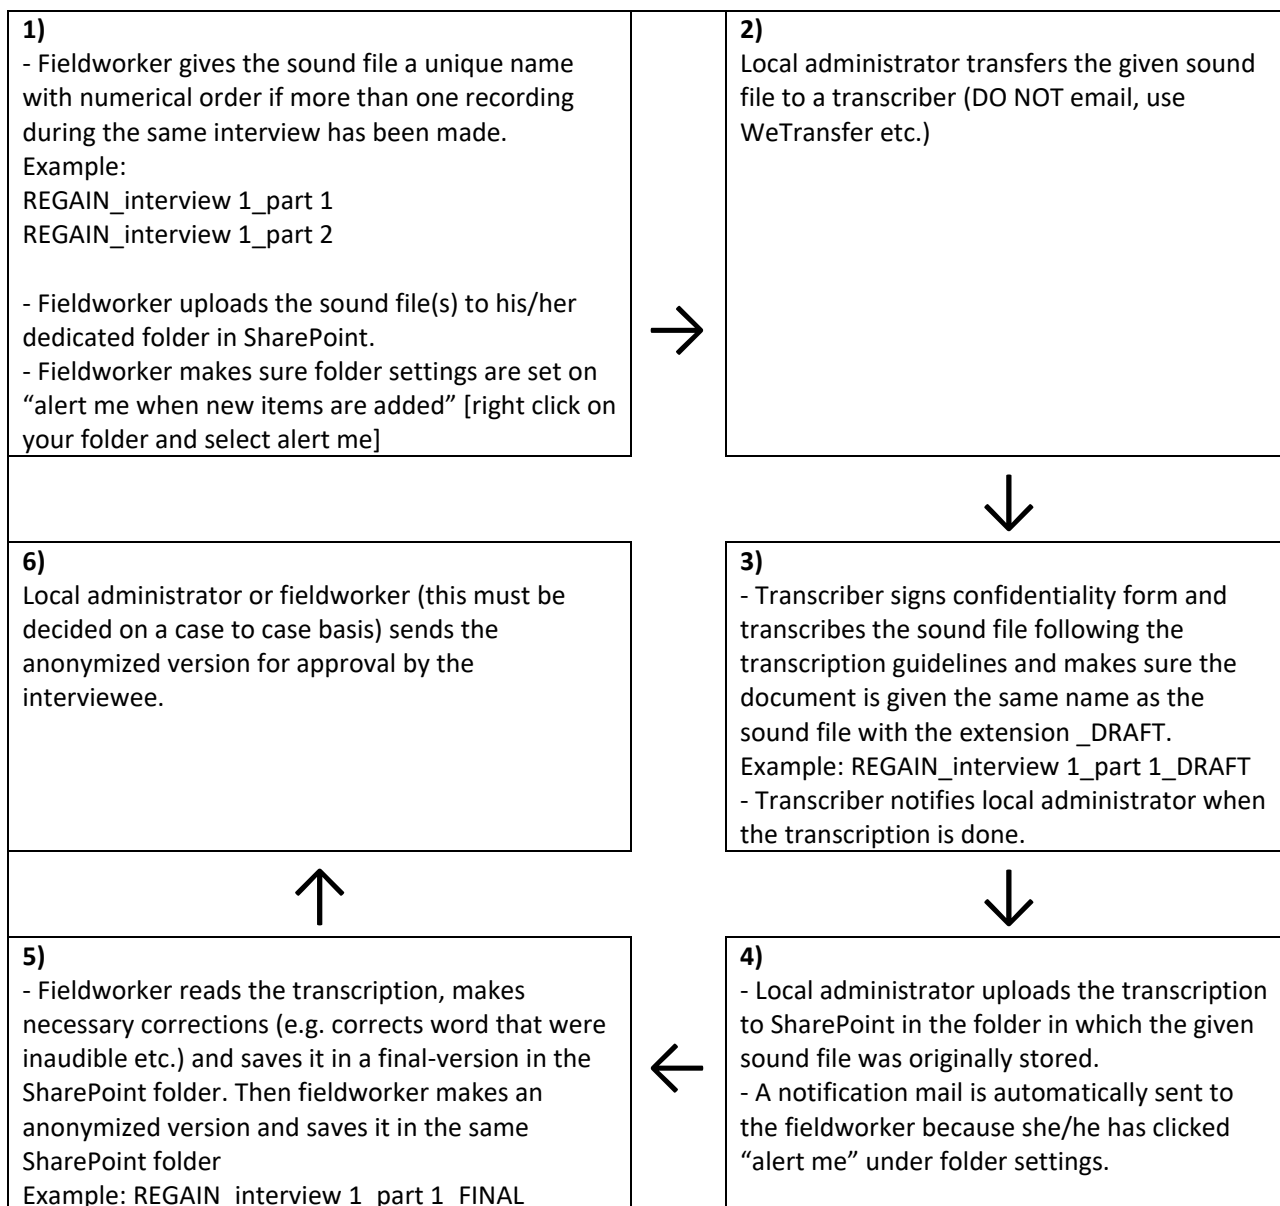 1)
- Fieldworker gives the sound file a unique name
with numerical order if more than one recording
during the same interview has been made.
Example:
REGAIN_interview 1_part 1
REGAIN_interview 1_part 2
- Fieldworker uploads the sound file(s) to his/her
dedicated folder in SharePoint.
- Fieldworker makes sure folder settings are set on
“alert me when new items are added” [right click on
your folder and select alert me]
2)
Local administrator transfers the given sound
file to a transcriber (DO NOT email, use
WeTransfer etc.)
3)
- Transcriber signs confidentiality form and
transcribes the sound file following the
transcription guidelines and makes sure the
document is given the same name as the
sound file with the extension _DRAFT.
Example: REGAIN_interview 1_part 1_DRAFT
- Transcriber notifies local administrator when
the transcription is done.
4)
- Local administrator uploads the transcription
to SharePoint in the folder in which the given
sound file was originally stored.
- A notification mail is automatically sent to
the fieldworker because she/he has clicked
“alert me” under folder settings.
5)
- Fieldworker reads the transcription, makes
necessary corrections (e.g. corrects word that were
inaudible etc.) and saves it in a final-version in the
SharePoint folder. Then fieldworker makes an
anonymized version and saves it in the same
SharePoint folder
Example: REGAIN_interview 1_part 1_FINAL
6)
Local administrator or fieldworker (this must be
decided on a case to case basis) sends the
anonymized version for approval by the
interviewee.